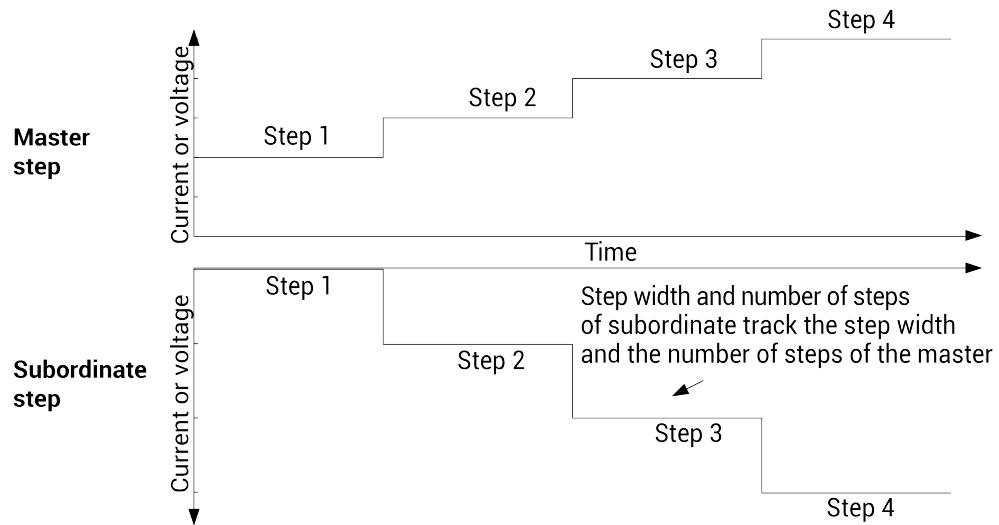 Step 4
Step 3
Step 2
Step 1
Master
step
Current or voltage
Time
Step 1
Step width and number of steps
of subordinate track the step width
and the number of steps of the master
Step 2
Subordinate
step
Current or voltage
Step 3
Step 4